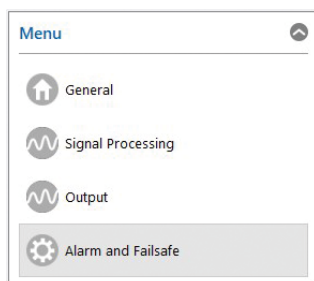 Menu
General
Signal Processing
Output
Alarm and Failsafe